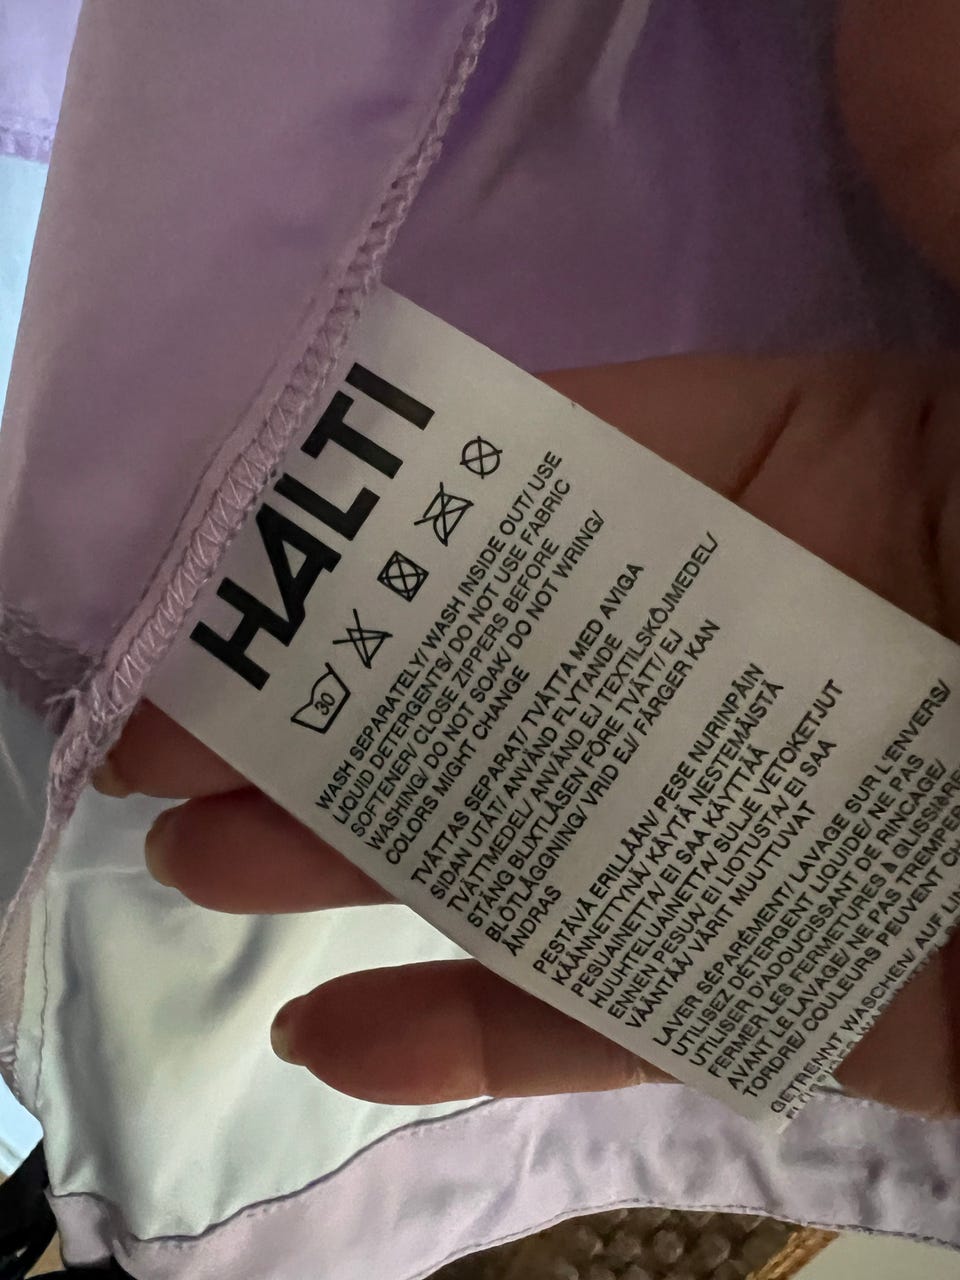 HALTI
30
WASH SEPARATELY/ WASH INSIDE OUT/ USE
LIQUID DETERGENTS/ DO NOT USE FABRIC
SOFTENER/ CLOSE ZIPPERS BEFORE
WASHING/ DO NOT SOAK/ DO NOT WRIING/
COLORS MIGHT CHANGE
TVÄTTAS SEPARAT/ TVÄTTA MED AVIGA
SIDAN UTÅT/ ANVÄND FLYTANDE
TVÄTTMEDEL/ ANVÄND EJ TEXTILSKÖJMEDEL/
STÄNG BLIXTLÅSEN FÖRE TVÄTT/ EJ
BLÖTLÄGGNING/ VRID EJ/ FÄRGER KAN
ÄNDRAS
PESTÄVÄ ERILLÄÄN/ PESE NURINPÄIN
KÄÄNNETTYNÄ/ KÄYTÄ NESTEMÄISTÄ
PESUAINETTA/ EI SAA KÄYTTÄÄ
HUUHTELUAINETTA/ SULJE VETOKETJUT
ENNEN PESUA/ EI LIOTUSTA/ EI SAA
VÄÄNTÄÄ/ VÄRIT MUUTTUVAT
LAVER SÉPARÉMENT/ LAVAGE SUR L'ENVERS/
UTILISEZ DÉTERGENT LIQUIDE/ NE PAS
UTILISER D'ADOUCISSANT DE RINCAGE/
FERMER LES FERMETURES À
AVANT LE LAVAGE/ NE PAS
TORDRE/ COULEURS PEUVENT
GETRENNT WASCHEN/ AUF